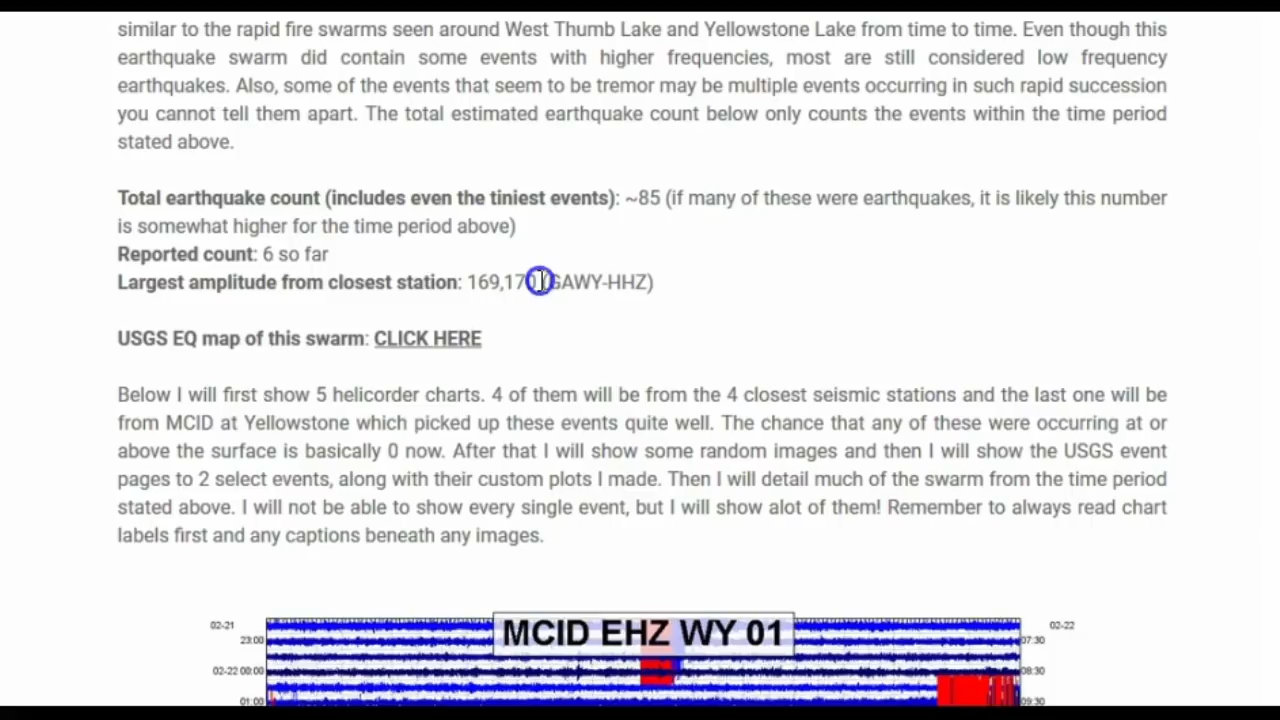 similar to the rapid fire swarms seen around West Thumb Lake and Yellowstone Lake from time to time. Even though this
earthquake swarm did contain some events with higher frequencies, most are still considered low frequency
earthquakes. Also, some of the events that seem to be tremor may be multiple events occurring in such rapid succession
you cannot tell them apart. The total estimated earthquake count below only counts the events within the time period
stated above.
Total earthquake count (includes even the tiniest events): ~85 (if many of these were earthquakes, it is likely this number
is somewhat higher for the time period above)
Reported count: 6 so far
Largest amplitude from closest station: 169,170 (GAWY-HHZ)
USGS EQ map of this swarm: CLICK HERE
Below I will first show 5 helicorder charts. 4 of them will be from the 4 closest seismic stations and the last one will be
from MCID at Yellowstone which picked up these events quite well. The chance that any of these were occurring at or
above the surface is basically 0 now. After that I will show some random images and then I will show the USGS event
pages to 2 select events, along with their custom plots I made. Then I will detail much of the swarm from the time period
stated above. I will not be able to show every single event, but I will show alot of them! Remember to always read chart
labels first and any captions beneath any images.
MCID EHZ WY 01
02-21 02-22
23:00 07:30
02-22 00:00 08:30
01:00 09:30